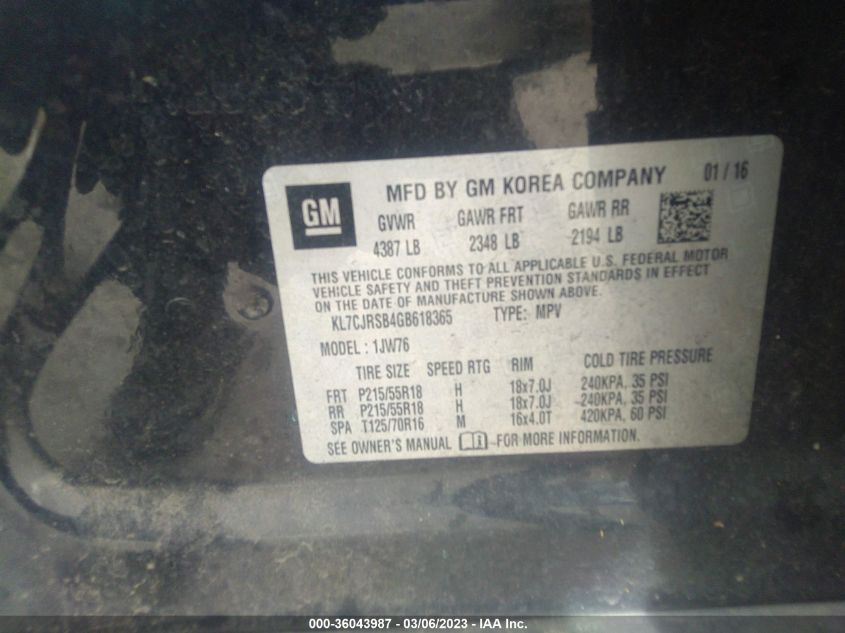 GM
MFD BY GM KOREA COMPANY 01 / 16
GVWR GAWR FRT GAWR RR
4387 LB 2348 LB 2194 LB
THIS VEHICLE CONFORMS TO ALL APPLICABLE U.S. FEDERAL MOTOR
VEHICLE SAFETY AND THEFT PREVENTION STANDARDS IN EFFECT
ON THE DATE OF MANUFACTURE SHOWN ABOVE.
KL7CJRSB4GB618365 TYPE: MPV
MODEL : 1JW76
TIRE SIZE SPEED RTG RIM COLD TIRE PRESSURE
FRT P215/55R18 H 18x7.0J 240KPA, 35 PSI
RR P215/55R18 H 18x7.0J 240KPA, 35 PSI
SPA T125/70R16 M 16x4.0T 420KPA, 60 PSI
SEE OWNER'S MANUAL FOR MORE INFORMATION.
000-36043987 - 03/06/2023 - IAA Inc.